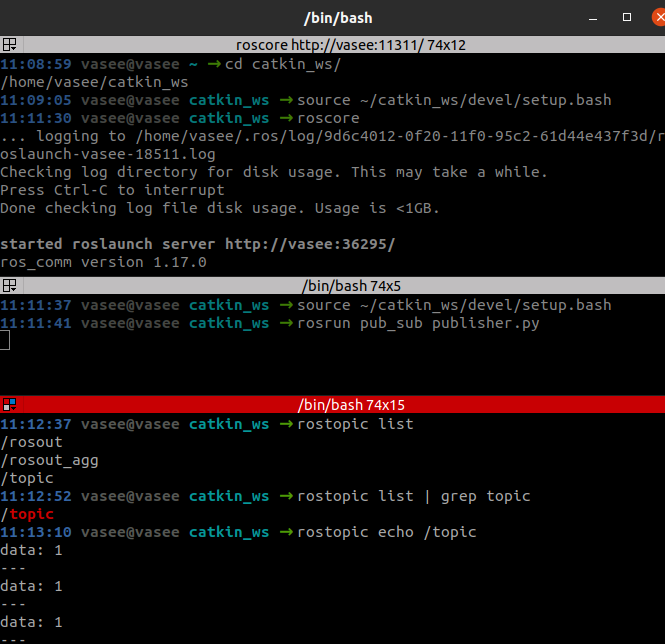 /bin/bash
roscore http://vasee:11311/ 74x12
11:08:59 vasee@vasee ~ →cd catkin_ws/
/home/vasee/catkin_ws
11:09:05 vasee@vasee catkin_ws →source ~/catkin_ws/devel/setup.bash
11:11:30 vasee@vasee catkin_ws →roscore
... logging to /home/vasee/.ros/log/9d6c4012-0f20-11f0-95c2-61d44e437f3d/r
oslaunch-vasee-18511.log
Checking log directory for disk usage. This may take a while.
Press Ctrl-C to interrupt
Done checking log file disk usage. Usage is <1GB.
started roslaunch server http://vasee:36295/
ros_comm version 1.17.0
/bin/bash 74x5
11:11:37 vasee@vasee catkin_ws →source ~/catkin_ws/devel/setup.bash
11:11:41 vasee@vasee catkin_ws →rosrun pub_sub publisher.py
/bin/bash 74x15
11:12:37 vasee@vasee catkin_ws →rostopic list
/rosout
/rosout_agg
/topic
11:12:52 vasee@vasee catkin_ws →rostopic list | grep topic
/topic
11:13:10 vasee@vasee catkin_ws →rostopic echo /topic
data: 1
---
data: 1
---
data: 1
---